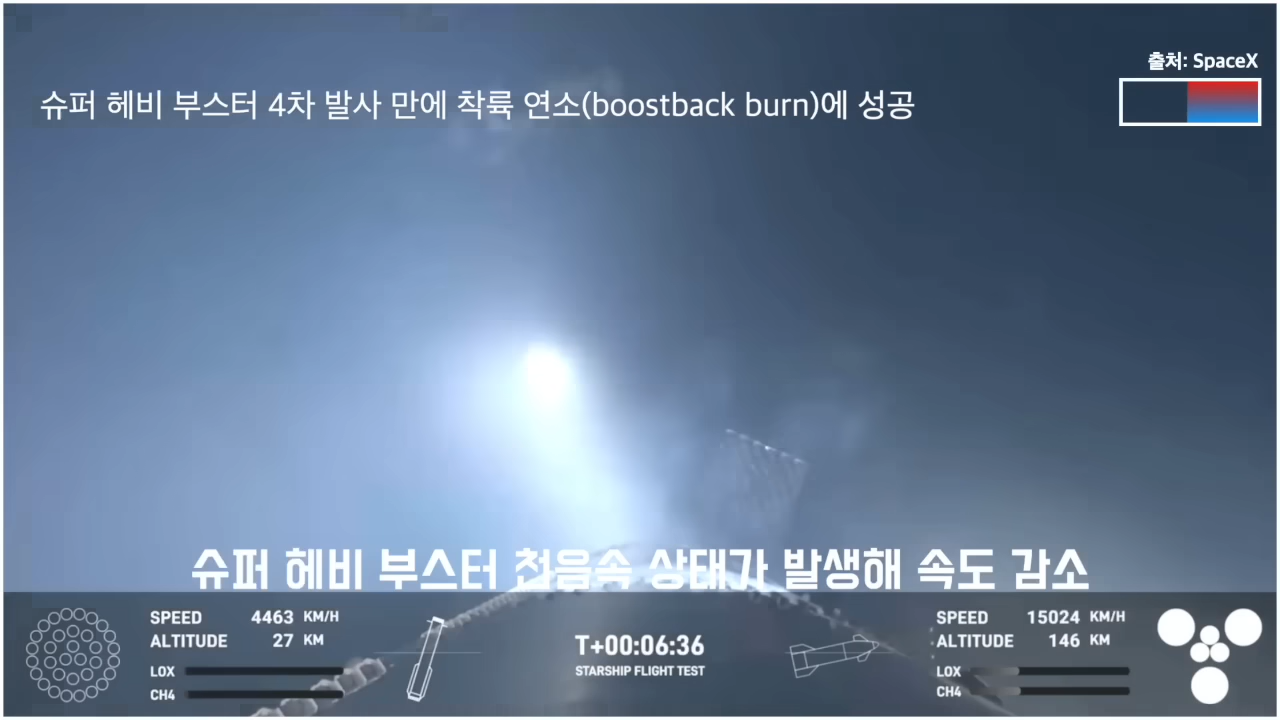 출처: SpaceX
슈퍼 헤비 부스터 4차 발사 만에 착륙 연소(boostback burn)에 성공
슈퍼 헤비 부스터 천음속 상태가 발생해 속도 감소
SPEED 4463 KM/H
ALTITUDE 27 KM
LOX
CH4
T+00:06:36
STARSHIP FLIGHT TEST
SPEED 15024 KM/H
ALTITUDE 146 KM
LOX
CH4